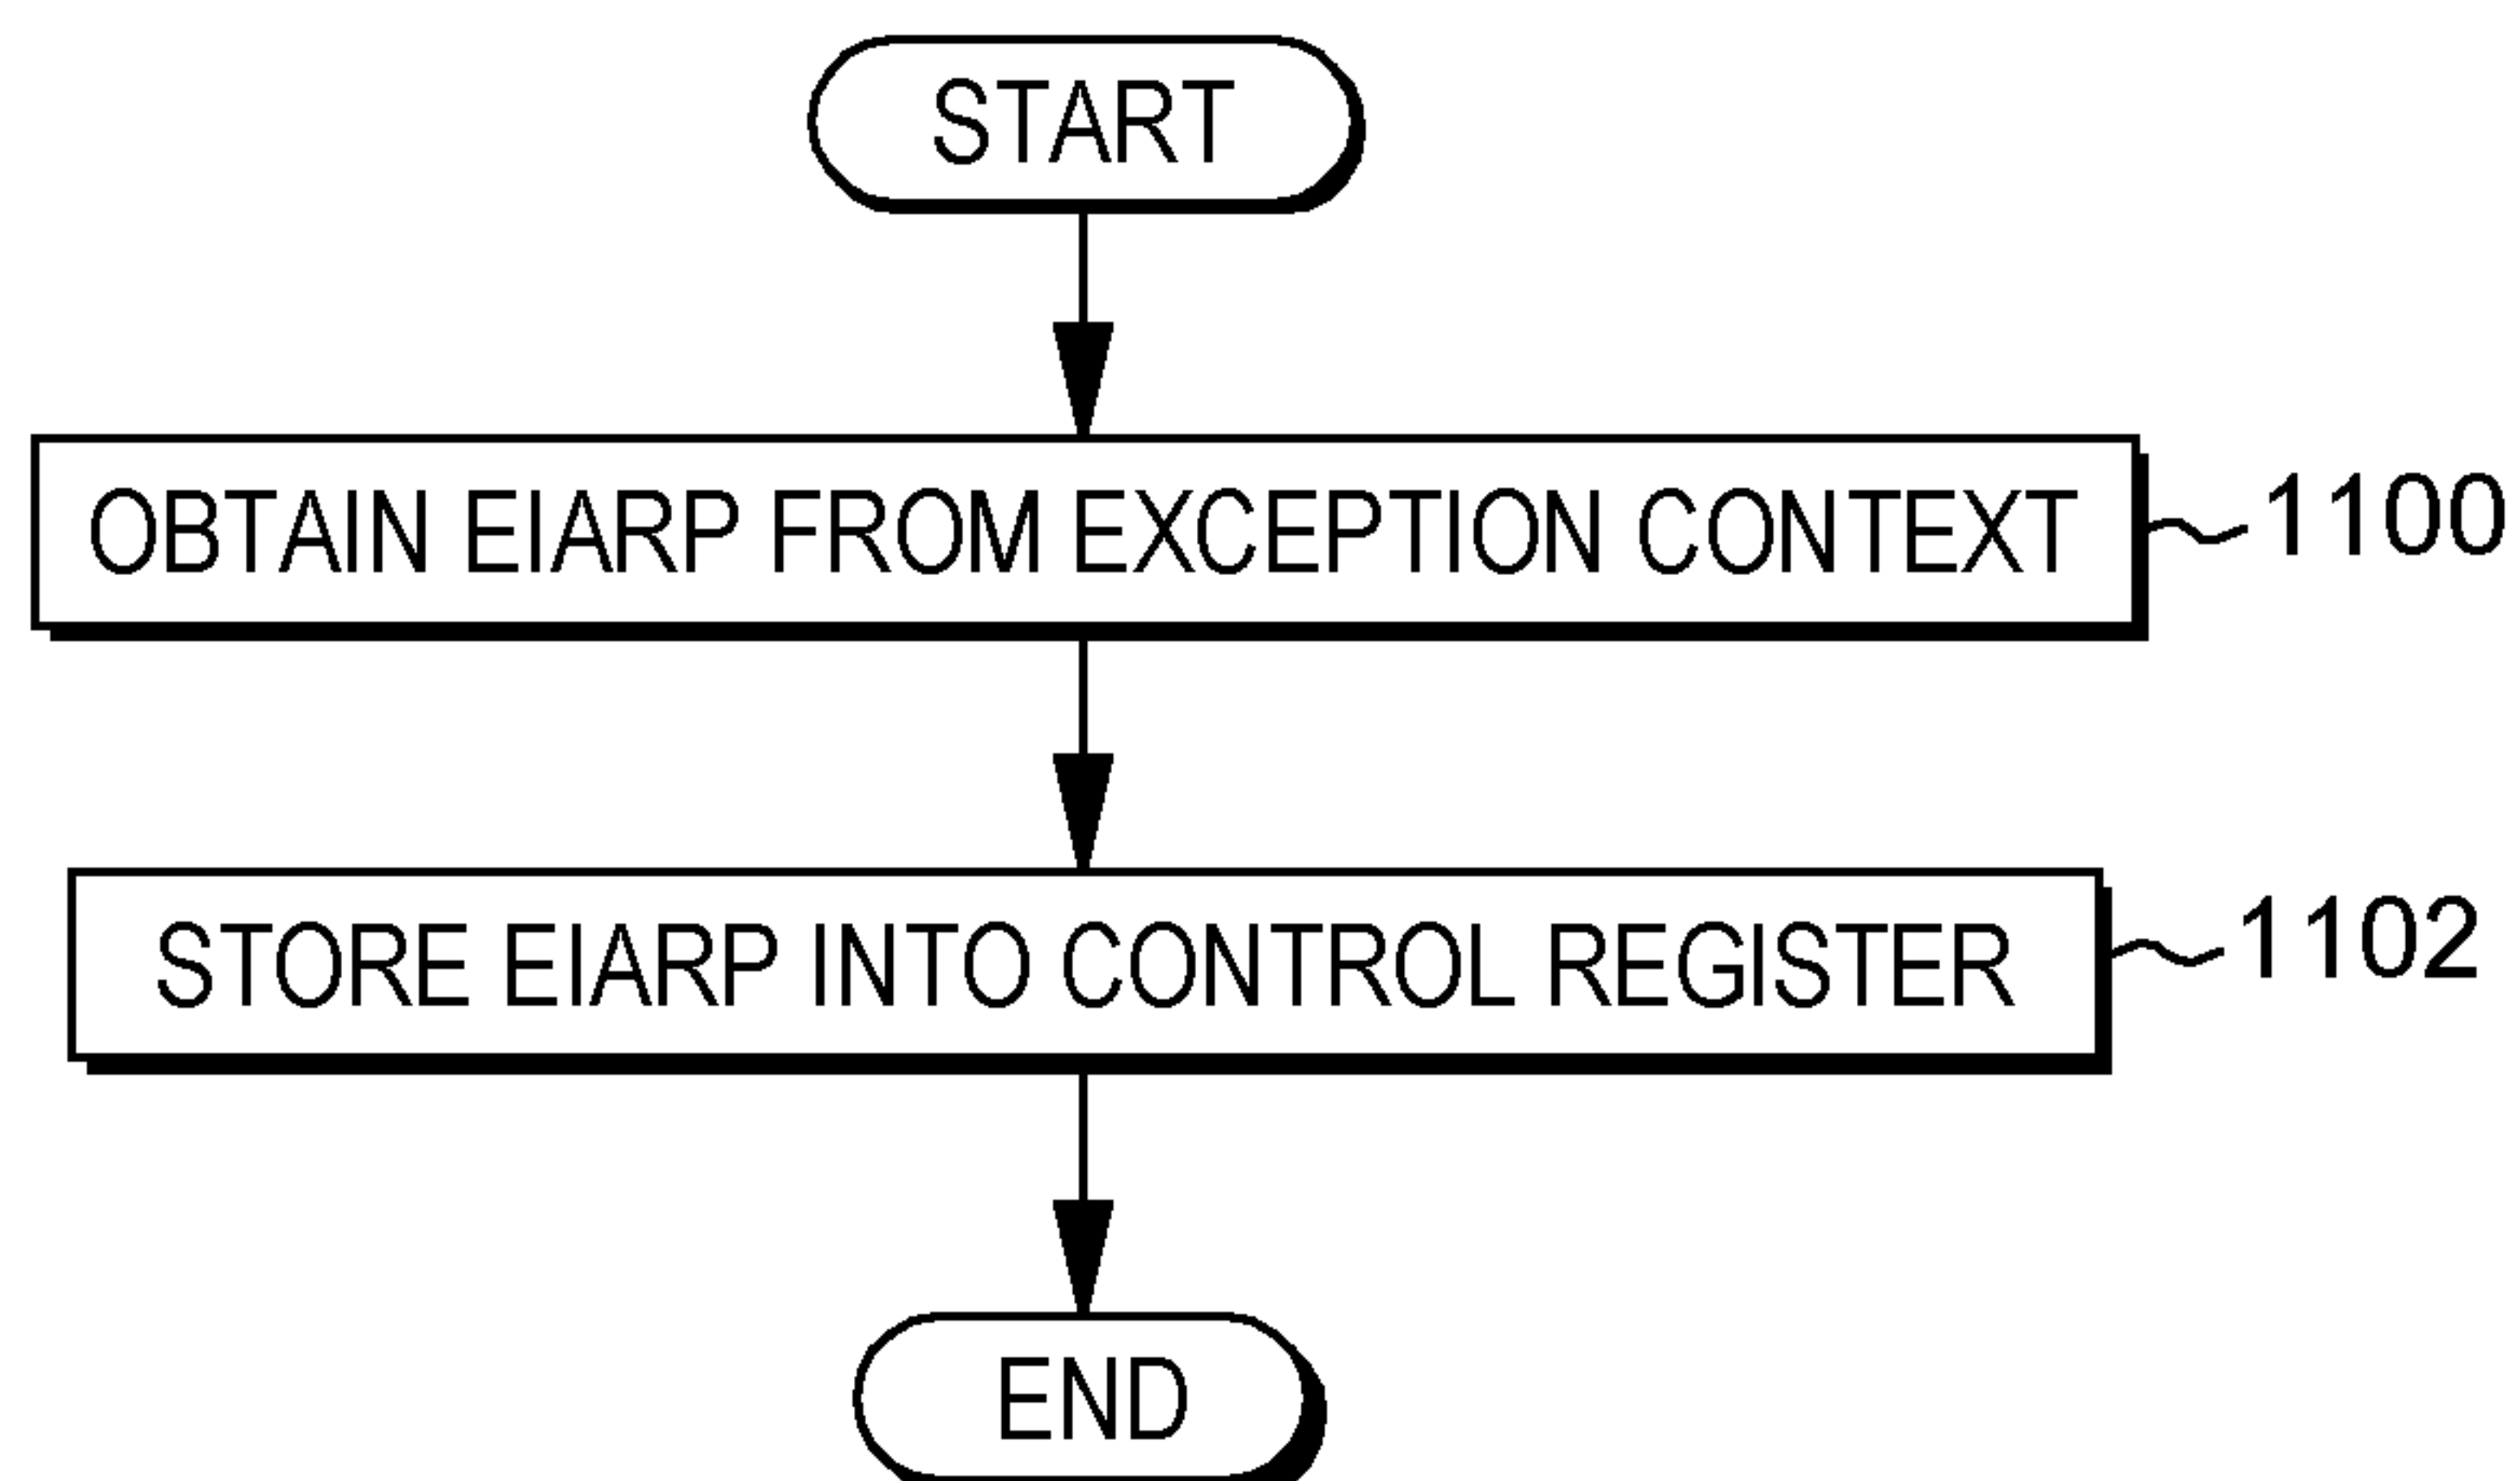 START
OBTAIN EIARP FROM EXCEPTION CONTEXT 1100
STORE EIARP INTO CONTROL REGISTER 1102
END